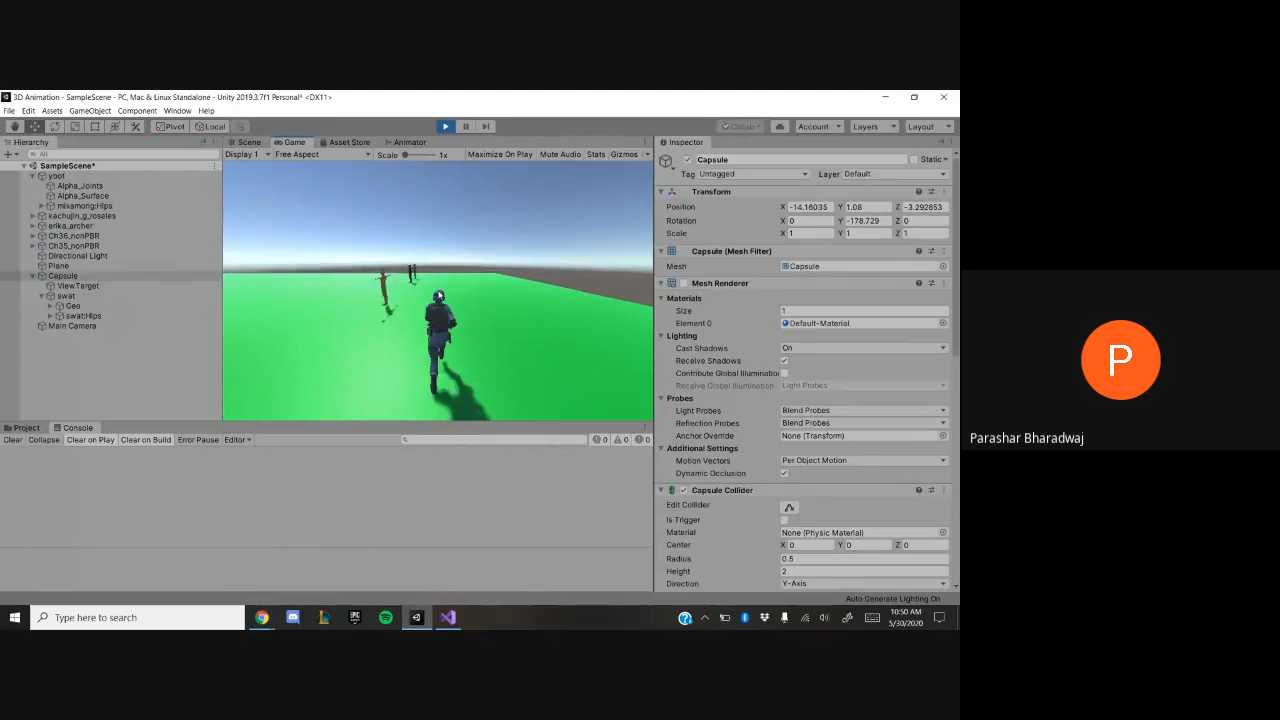 3D Animation - SampleScene - PC, Mac & Linux Standalone - Unity 2019.3.7f1 Personal* <DX11>
File Edit Assets GameObject Component Window Help
Pivot Local Collab Account Layers Layout
Hierarchy Scene Game Asset Store Animator Inspector
All Display 1 Free Aspect Scale 1x Maximize On Play Mute Audio Stats Gizmos Capsule Static
SampleScene*
Tag Untagged Layer Default
ybot
Alpha_Joints
Alpha_Surface
mixamorig:Hips
kachujin_g_rosales
erika_archer
Ch36_nonPBR
Ch35_nonPBR
Directional Light
Plane
Capsule
ViewTarget
swat
Geo
swat:Hips
Main Camera
Transform
Position X -14.16035 Y 1.08 Z -3.292653
Rotation X 0 Y -178.729 Z 0
Scale X 1 Y 1 Z 1
Capsule (Mesh Filter)
Mesh Capsule
Mesh Renderer
Materials
Size 1
Element 0 Default-Material
Lighting
Cast Shadows On
Receive Shadows
Contribute Global Illumination
Receive Global Illumination Light Probes
Probes
Light Probes Blend Probes
Reflection Probes Blend Probes
Anchor Override None (Transform)
Additional Settings
Motion Vectors Per Object Motion
Dynamic Occlusion
Capsule Collider
Edit Collider
Is Trigger
Material None (Physic Material)
Center X 0 Y 0 Z 0
Radius 0.5
Height 2
Direction Y-Axis
Project Console
Clear Collapse Clear on Play Clear on Build Error Pause Editor 0 0 0
Auto Generate Lighting On
Type here to search
10:50 AM
5/30/2020
P
Parashar Bharadwaj